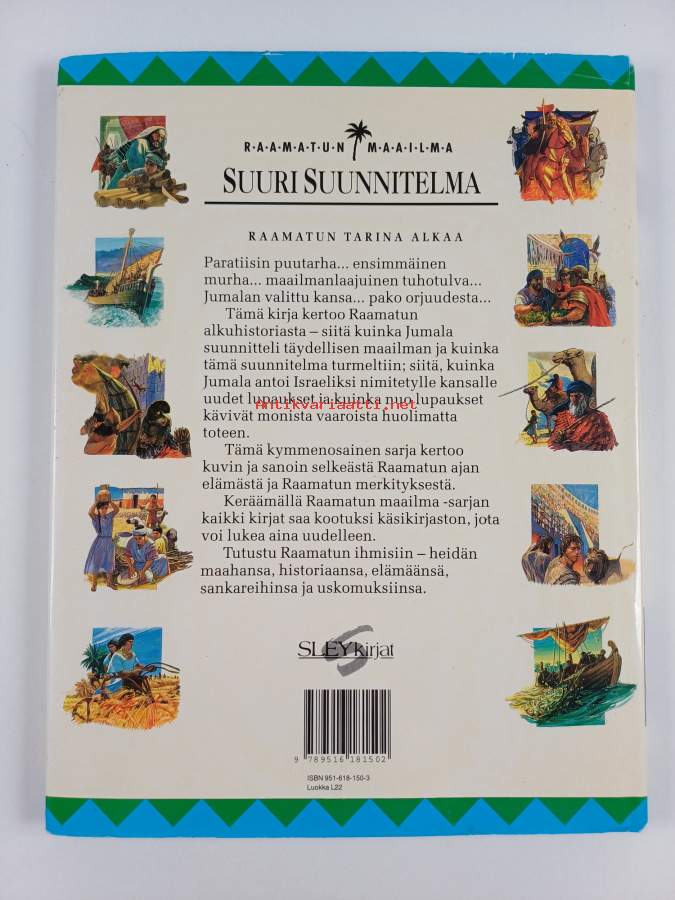 R·A·A·M·A·T·U·N M·A·A·I·L·M·A
SUURI SUUNNITELMA
RAAMATUN TARINA ALKAA
Paratiisin puutarha... ensimmäinen
murha... maailmanlaajuinen tuhotulva...
Jumalan valittu kansa... pako orjuudesta...
Tämä kirja kertoo Raamatun
alkuhistoriasta – siitä kuinka Jumala
suunnitteli täydellisen maailman ja kuinka
tämä suunnitelma turmeltiin; siitä, kuinka
Jumala antoi Israeliksi nimitetylle kansalle
uudet lupaukset ja kuinka nuo lupaukset
Antikvariaatti.net
kävivät monista vaaroista huolimatta
toteen.
Tämä kymmenosainen sarja kertoo
kuvin ja sanoin selkeästä Raamatun ajan
elämästä ja Raamatun merkityksestä.
Keräämällä Raamatun maailma -sarjan
kaikki kirjat saa kootuksi käsikirjaston, jota
voi lukea aina uudelleen.
Tutustu Raamatun ihmisiin – heidän
maahansa, historiaansa, elämäänsä,
sankareihinsa ja uskomuksiinsa.
SLEY kirjat
9 789516 181502
ISBN 951-618-150-3
Luokka L22